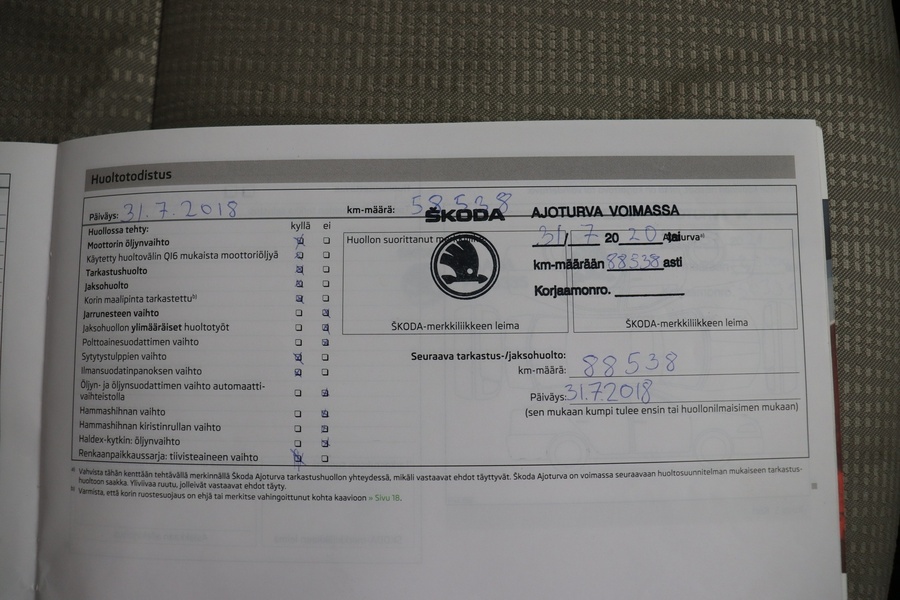 Huoltotodistus
Päiväys: 31.7.2018 km-määrä: 58538
Huollossa tehty: kyllä ei
ŠKODA AJOTURVA VOIMASSA
31/ 7 2020 tai
Ajoturva a)
km-määrään 88538 asti
Korjaamonro.
Huollon suorittanut
Moottorin öljynvaihto
Käytetty huoltovälin QI6 mukaista moottoriöljyä
Tarkastushuolto
Jaksohuolto
Korin maalipinta tarkastettu b)
Jarrunesteen vaihto
Jaksohuollon ylimääräiset huoltotyöt
Polttoainesuodattimen vaihto
Sytytystulppien vaihto
Ilmansuodatinpanoksen vaihto
Öljyn- ja öljynsuodattimen vaihto automaatti-
vaihteistolla
Hammashihnan vaihto
Hammashihnan kiristinrullan vaihto
Haldex-kytkin: öljynvaihto
Renkaanpaikkaussarja: tiivisteaineen vaihto
ŠKODA-merkkiliikkeen leima
ŠKODA-merkkiliikkeen leima
Seuraava tarkastus-/jaksohuolto:
km-määrä: 88538
Päiväys: 31.7.2018
(sen mukaan kumpi tulee ensin tai huollonilmaisimen mukaan)
a) Vahvista tähän kenttään tehtävällä merkinnällä Škoda Ajoturva tarkastushuollon yhteydessä, mikäli vastaavat ehdot täyttyvät. Škoda Ajoturva on voimassa seuraavaan huoltosuunnitelman mukaiseen tarkastus-
huoltoon saakka. Yliviivaa ruutu, jolleivät vastaavat ehdot täyty.
b) Varmista, että korin ruostesuojaus on ehjä tai merkitse vahingoittunut kohta kaavioon » Sivu 18.